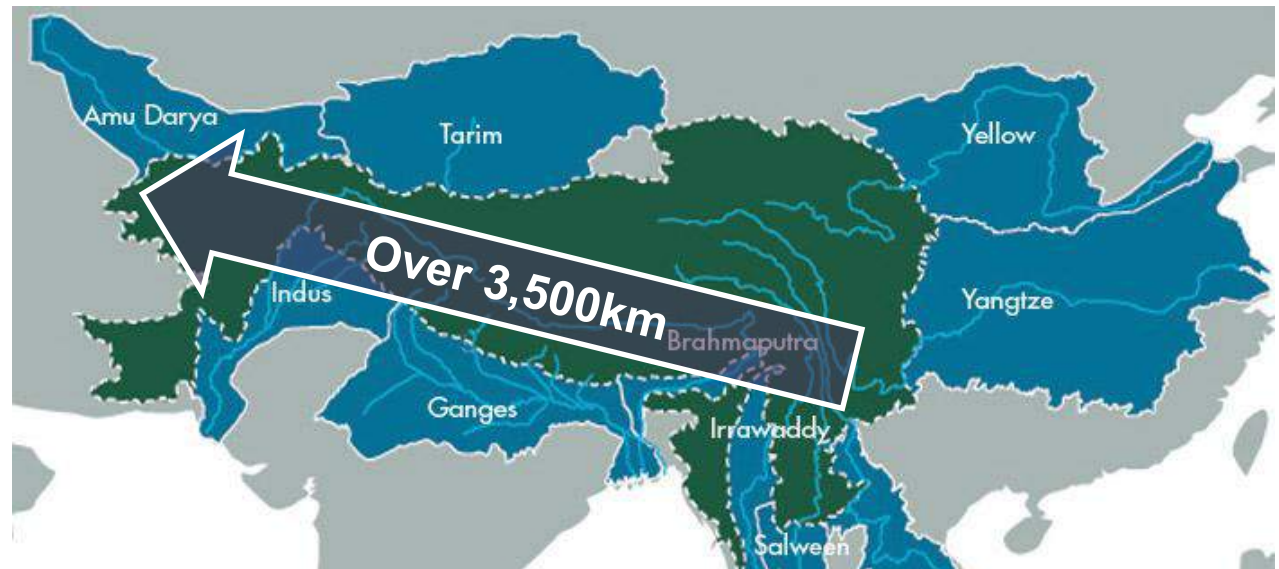 Amu Darya
Tarim
Yellow
Over 3,500km
Indus
Yangtze
Brahmaputra
Ganges
Irrawaddy
Salween